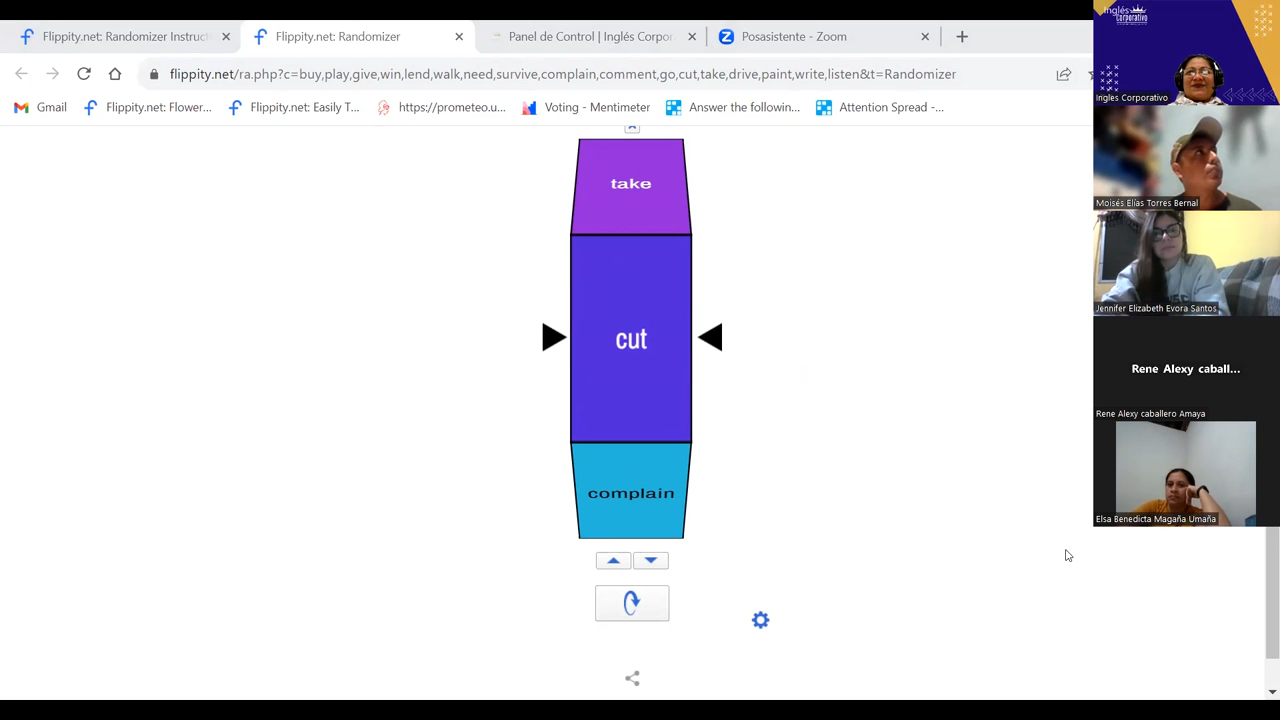 Flippity.net: Randomizer Instruct
Flippity.net: Randomizer
Panel de Control | Inglés Corpor
Posasistente - Zoom
flippity.net/ra.php?c=buy,play,give,win,lend,walk,need,survive,complain,comment,go,cut,take,drive,paint,write,listen&t=Randomizer
Gmail
Flippity.net: Flower...
Flippity.net: Easily T...
https://prometeo.u...
Voting - Mentimeter
Answer the followin...
Attention Spread -...
take
cut
complain
Inglés
Corporativo
Ingles Corporativo
Moisés Elías Torres Bernal
Jennifer Elizabeth Evora Santos
Rene Alexy caball...
Rene Alexy caballero Amaya
Elsa Benedicta Magaña Umaña